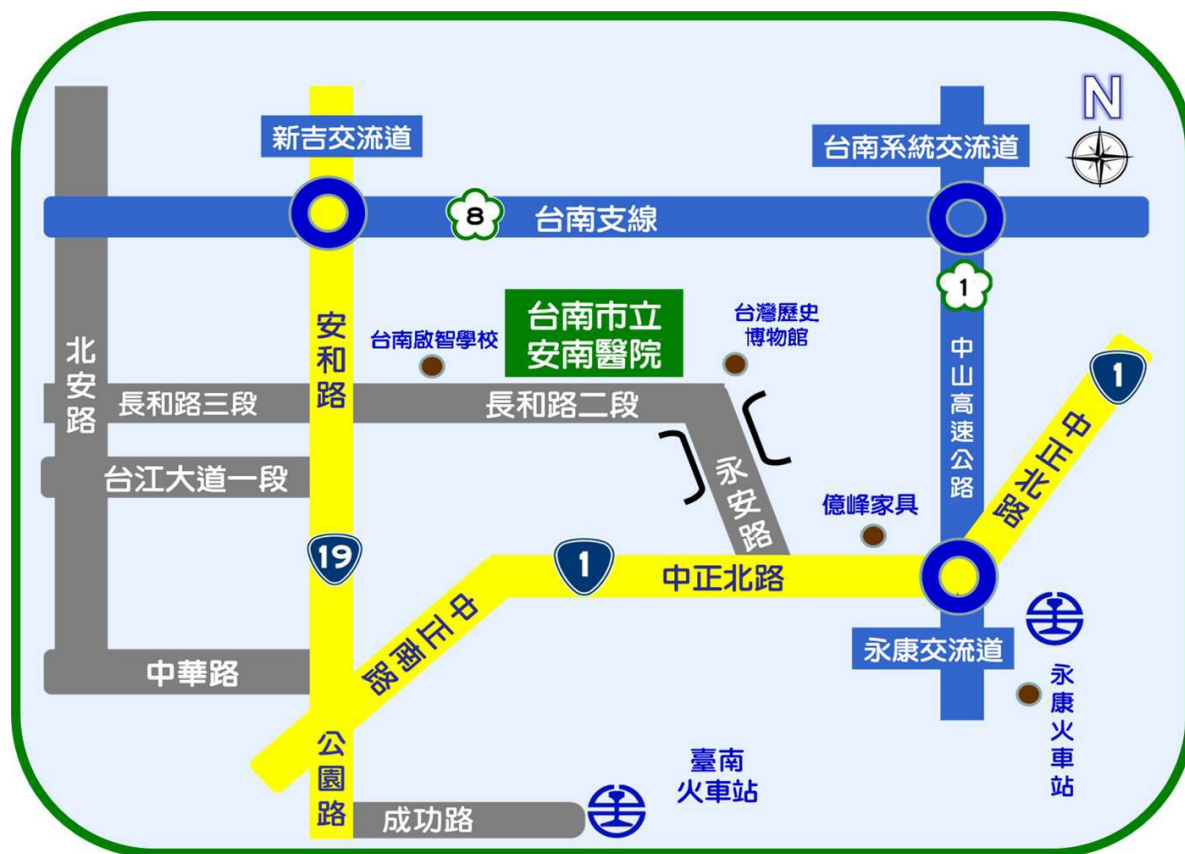 N
新吉交流道
台南系統交流道
8
台南支線
1
台南市立
安南醫院
台灣歷史
博物館
台南啟智學校
安和路
北安路
中山高速公路
1
長和路三段
長和路二段
中正北路
台江大道一段
永安路
億峰家具
19
1
中正北路
中正南路
永康交流道
中華路
永康火車站
公園路
臺南
火車站
成功路